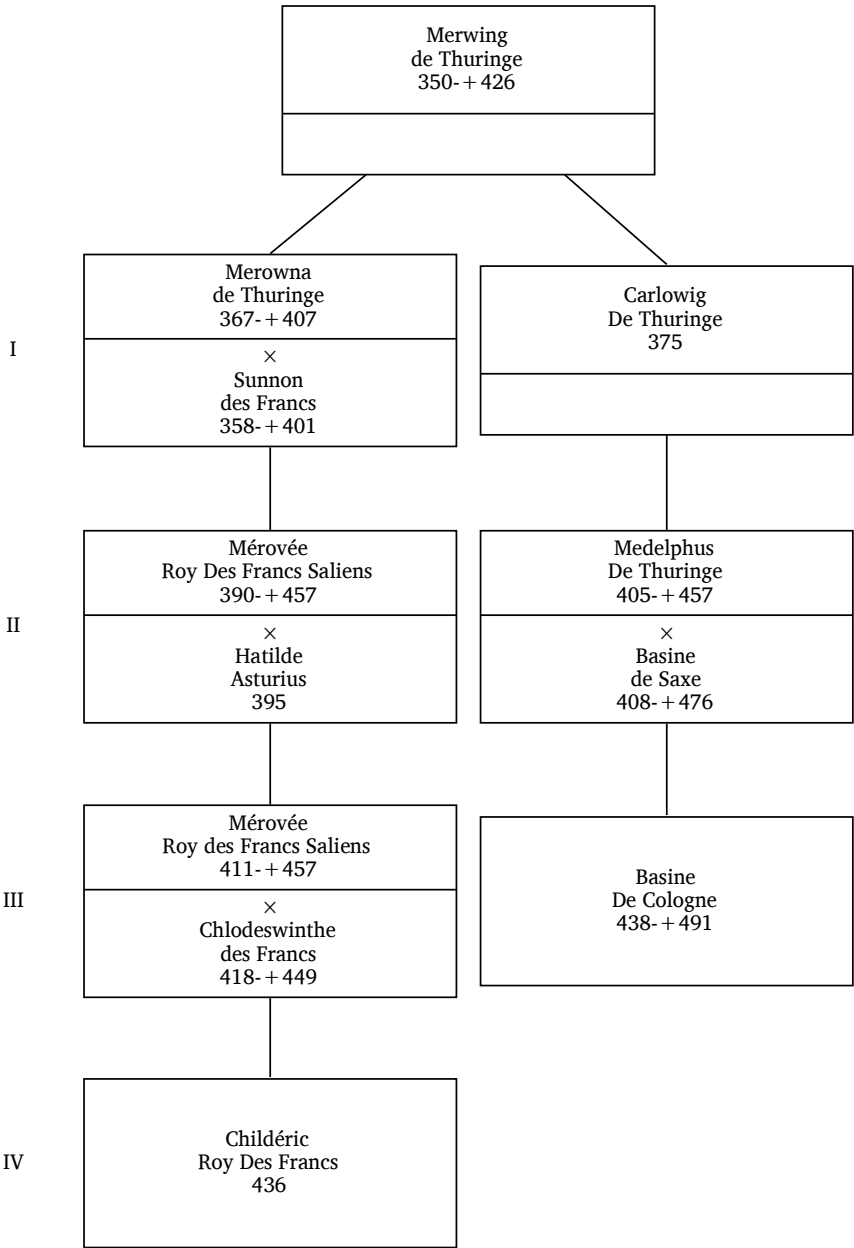 Merwing
de Thuringe
350-+426
I
Merowna
de Thuringe
367-+407
×
Sunnon
des Francs
358-+401
Carlowig
De Thuringe
375
II
Mérovée
Roy Des Francs Saliens
390-+457
×
Hatilde
Asturius
395
Medelphus
De Thuringe
405-+457
×
Basine
de Saxe
408-+476
III
Mérovée
Roy des Francs Saliens
411-+457
×
Chlodeswinthe
des Francs
418-+449
Basine
De Cologne
438-+491
IV
Childéric
Roy Des Francs
436